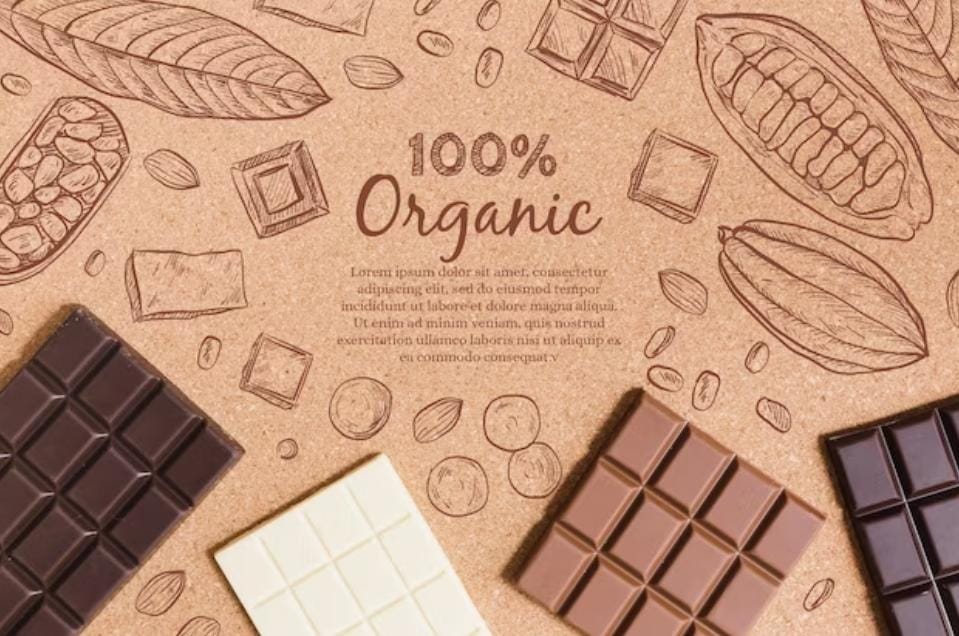 100%
Organic
Lorem ipsum dolor sit amet, consectetur
adipiscing elit, sed do eiusmod tempor
incididunt ut labore et dolore magna aliqua.
Ut enim ad minim veniam, quis nostrud
exercitation ullamco laboris nisi ut aliquip ex
ea commodo consequat.v